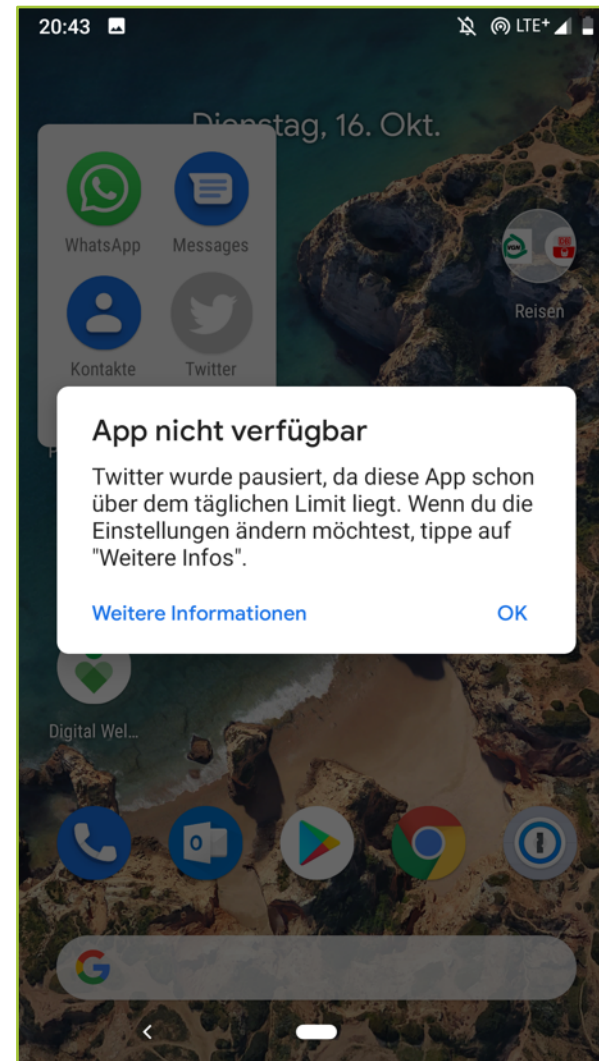 20:43 LTE+
Dienstag, 16. Okt.
WhatsApp Messages
Reisen
Kontakte Twitter
App nicht verfügbar
Twitter wurde pausiert, da diese App schon
über dem täglichen Limit liegt. Wenn du die
Einstellungen ändern möchtest, tippe auf
"Weitere Infos".
Weitere Informationen OK
Digital Wel...